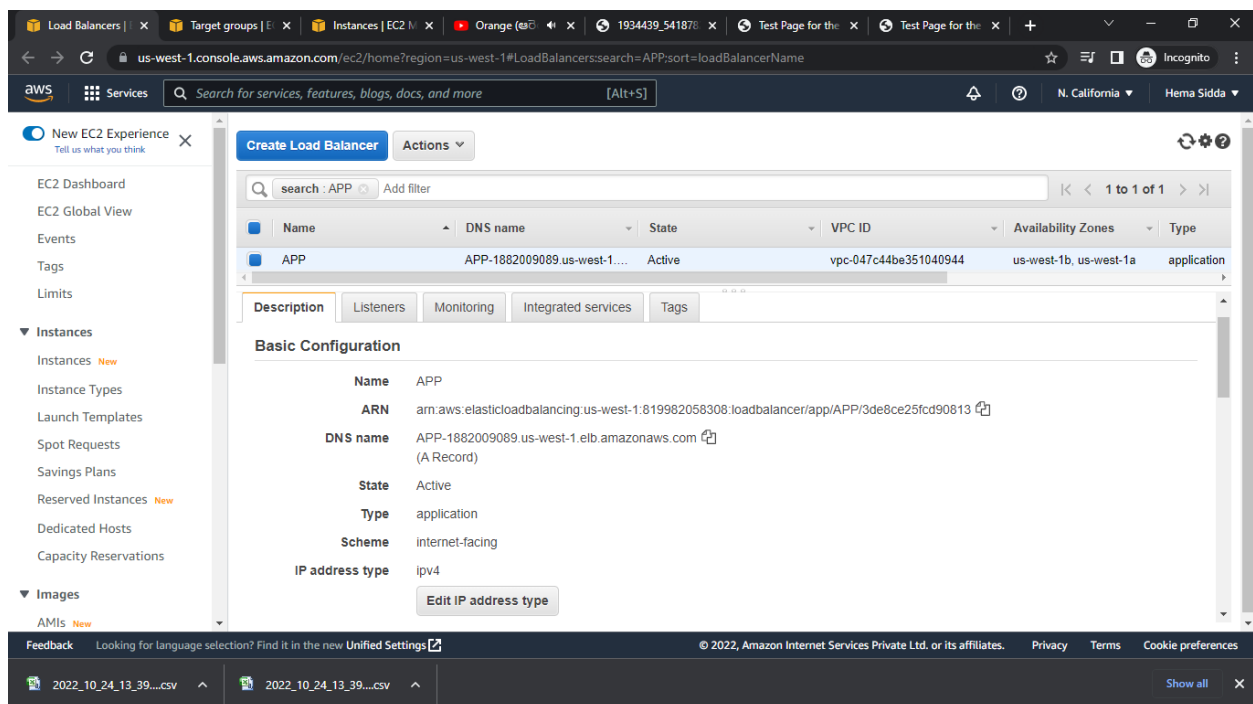 Load Balancers |
Target groups | E
Instances | EC2 M
Orange
1934439_541878
Test Page for the
Test Page for the
us-west-1.console.aws.amazon.com/ec2/home?region=us-west-1#LoadBalancers:search=APP;sort=loadBalancerName
Incognito
aws
Services
Search for services, features, blogs, docs, and more
[Alt+S]
N. California
Hema Sidda
New EC2 Experience
Tell us what you think
EC2 Dashboard
EC2 Global View
Events
Tags
Limits
Instances
Instances New
Instance Types
Launch Templates
Spot Requests
Savings Plans
Reserved Instances New
Dedicated Hosts
Capacity Reservations
Images
AMIs New
Create Load Balancer
Actions
search : APP
Add filter
1 to 1 of 1
Name DNS name State VPC ID Availability Zones Type
APP APP-1882009089.us-west-1.... Active vpc-047c44be351040944 us-west-1b, us-west-1a application
Description Listeners Monitoring Integrated services Tags
Basic Configuration
Name APP
ARN arn:aws:elasticloadbalancing:us-west-1:819982058308:loadbalancer/app/APP/3de8ce25fcd90813
DNS name APP-1882009089.us-west-1.elb.amazonaws.com
(A Record)
State Active
Type application
Scheme internet-facing
IP address type ipv4
Edit IP address type
Feedback
Looking for language selection? Find it in the new Unified Settings
© 2022, Amazon Internet Services Private Ltd. or its affiliates.
Privacy
Terms
Cookie preferences
2022_10_24_13_39....csv
2022_10_24_13_39....csv
Show all